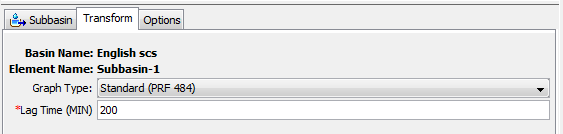 Subbasin Transform Options
Basin Name: English scs
Element Name: Subbasin-1
Graph Type: Standard (PRF 484)
*Lag Time (MIN) 200